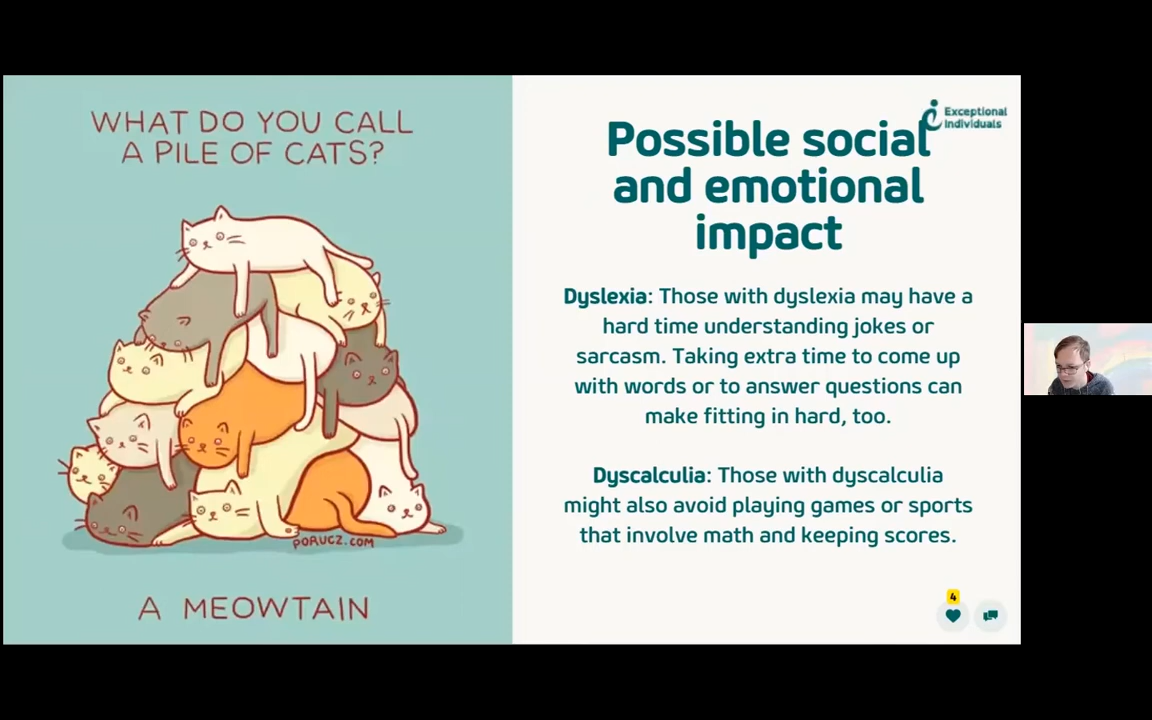 WHAT DO YOU CALL
A PILE OF CATS?
PORUCZ.COM
A MEOWTAIN
Exceptional
Individuals
Possible social
and emotional
impact
Dyslexia: Those with dyslexia may have a
hard time understanding jokes or
sarcasm. Taking extra time to come up
with words or to answer questions can
make fitting in hard, too.
Dyscalculia: Those with dyscalculia
might also avoid playing games or sports
that involve math and keeping scores.
4